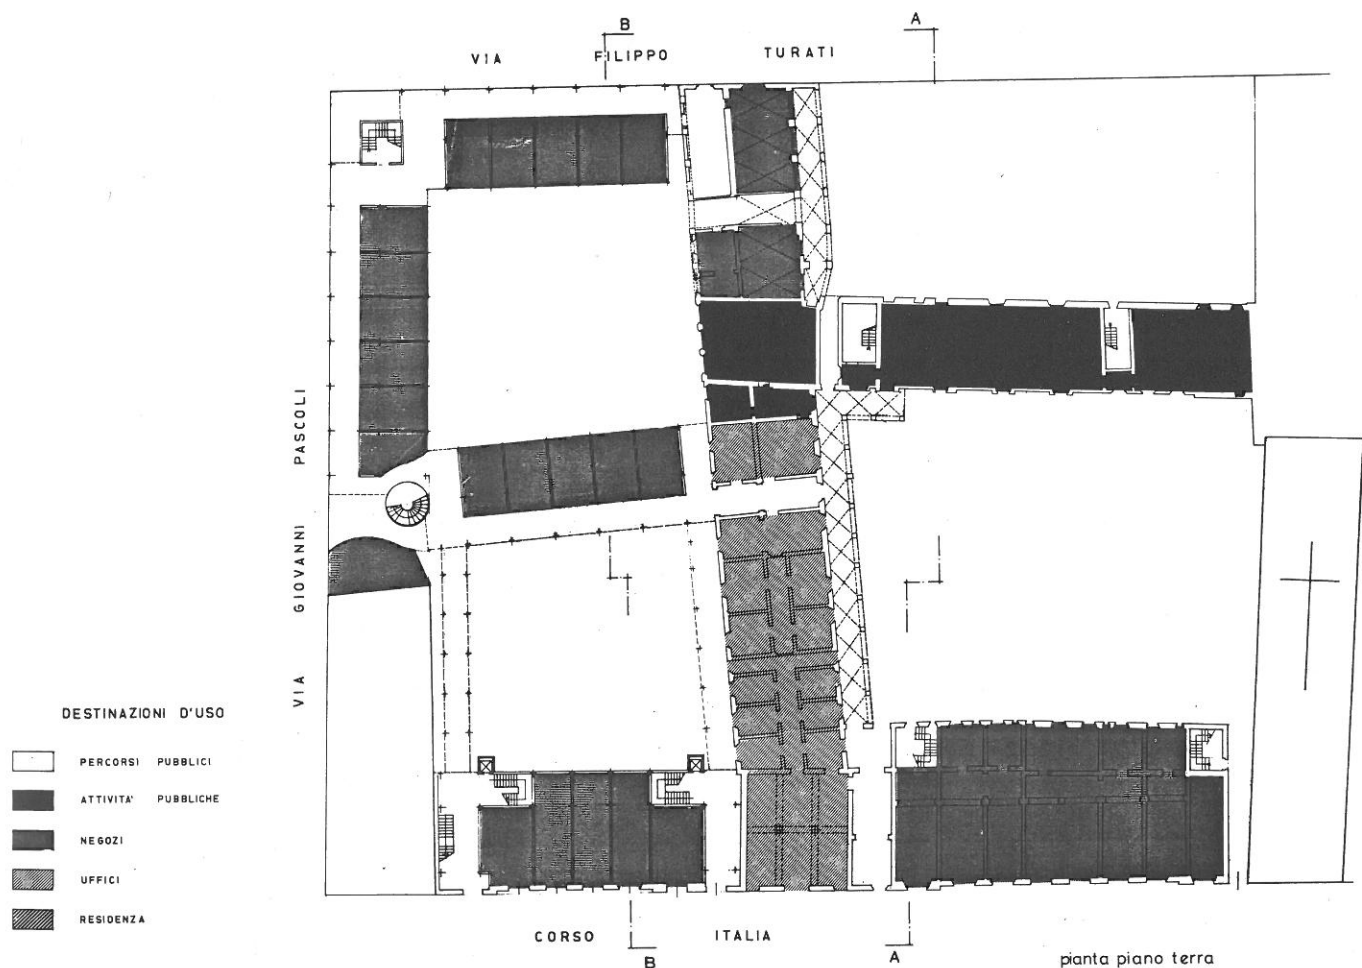 B
A
VIA FILIPPO TURATI
VIA GIOVANNI PASCOLI
DESTINAZIONI D'USO
PERCORSI PUBBLICI
ATTIVITA' PUBBLICHE
NEGOZI
UFFICI
RESIDENZA
CORSO ITALIA
B
A
pianta piano terra